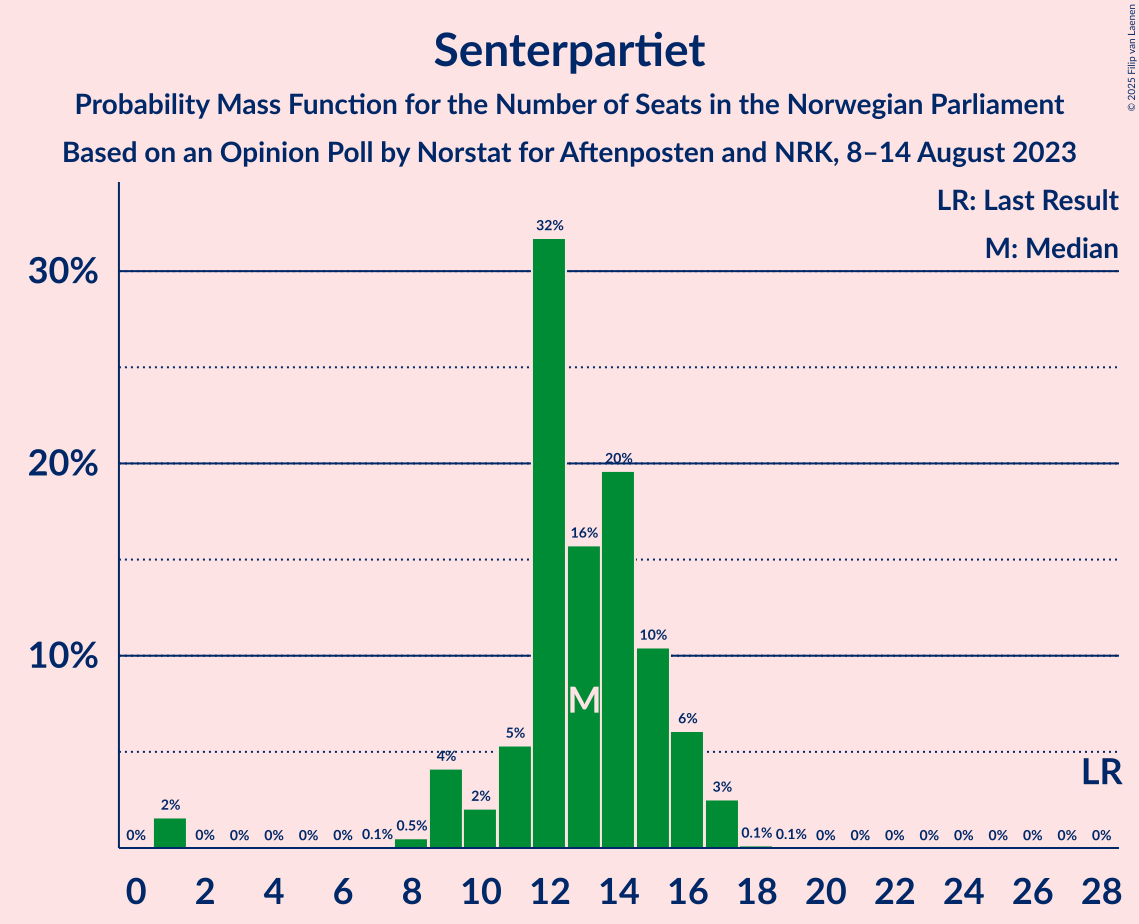 © 2025 Filip van Laenen
Senterpartiet
Probability Mass Function for the Number of Seats in the Norwegian Parliament
Based on an Opinion Poll by Norstat for Aftenposten and NRK, 8–14 August 2023
LR: Last Result
M: Median
30%
20%
10%
0% 2% 0% 0% 0% 0% 0% 0.1% 0.5% 4% 2% 5% 32% 16% 20% 10% 6% 3% 0.1% 0.1% 0% 0% 0% 0% 0% 0% 0% 0% 0%
M
LR
0 2 4 6 8 10 12 14 16 18 20 22 24 26 28